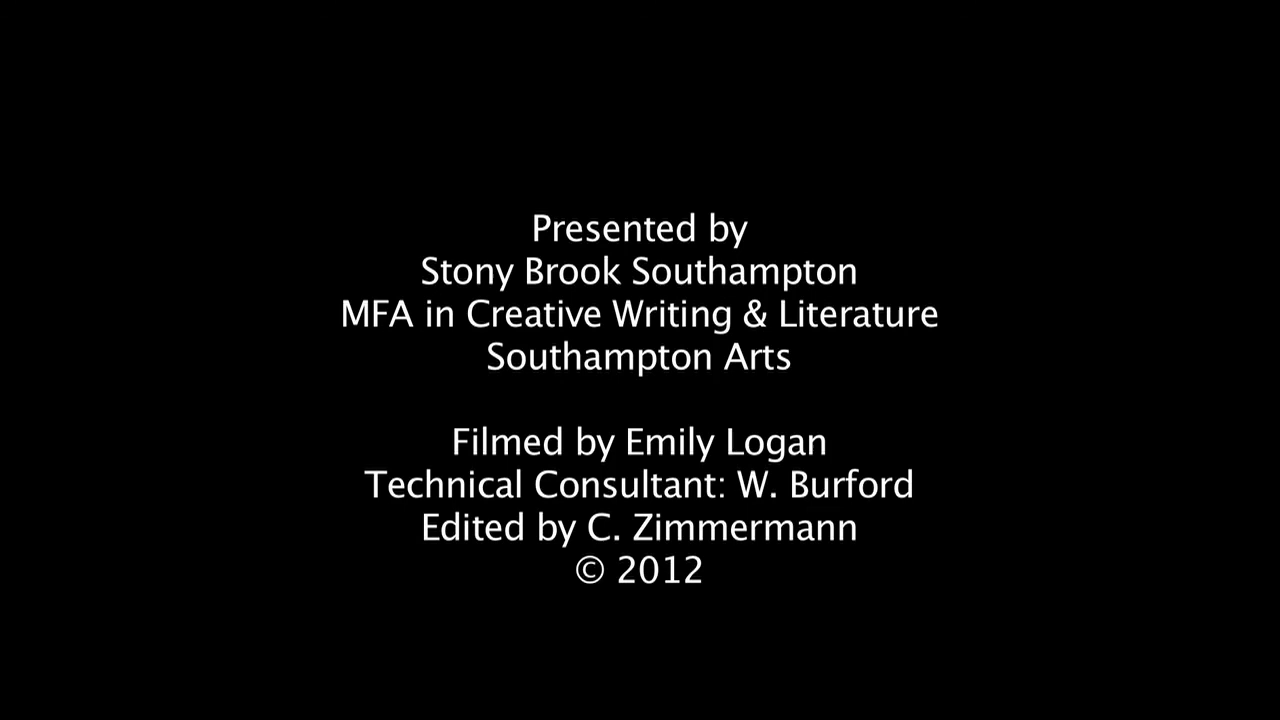 Presented by
Stony Brook Southampton
MFA in Creative Writing & Literature
Southampton Arts
Filmed by Emily Logan
Technical Consultant: W. Burford
Edited by C. Zimmermann
© 2012